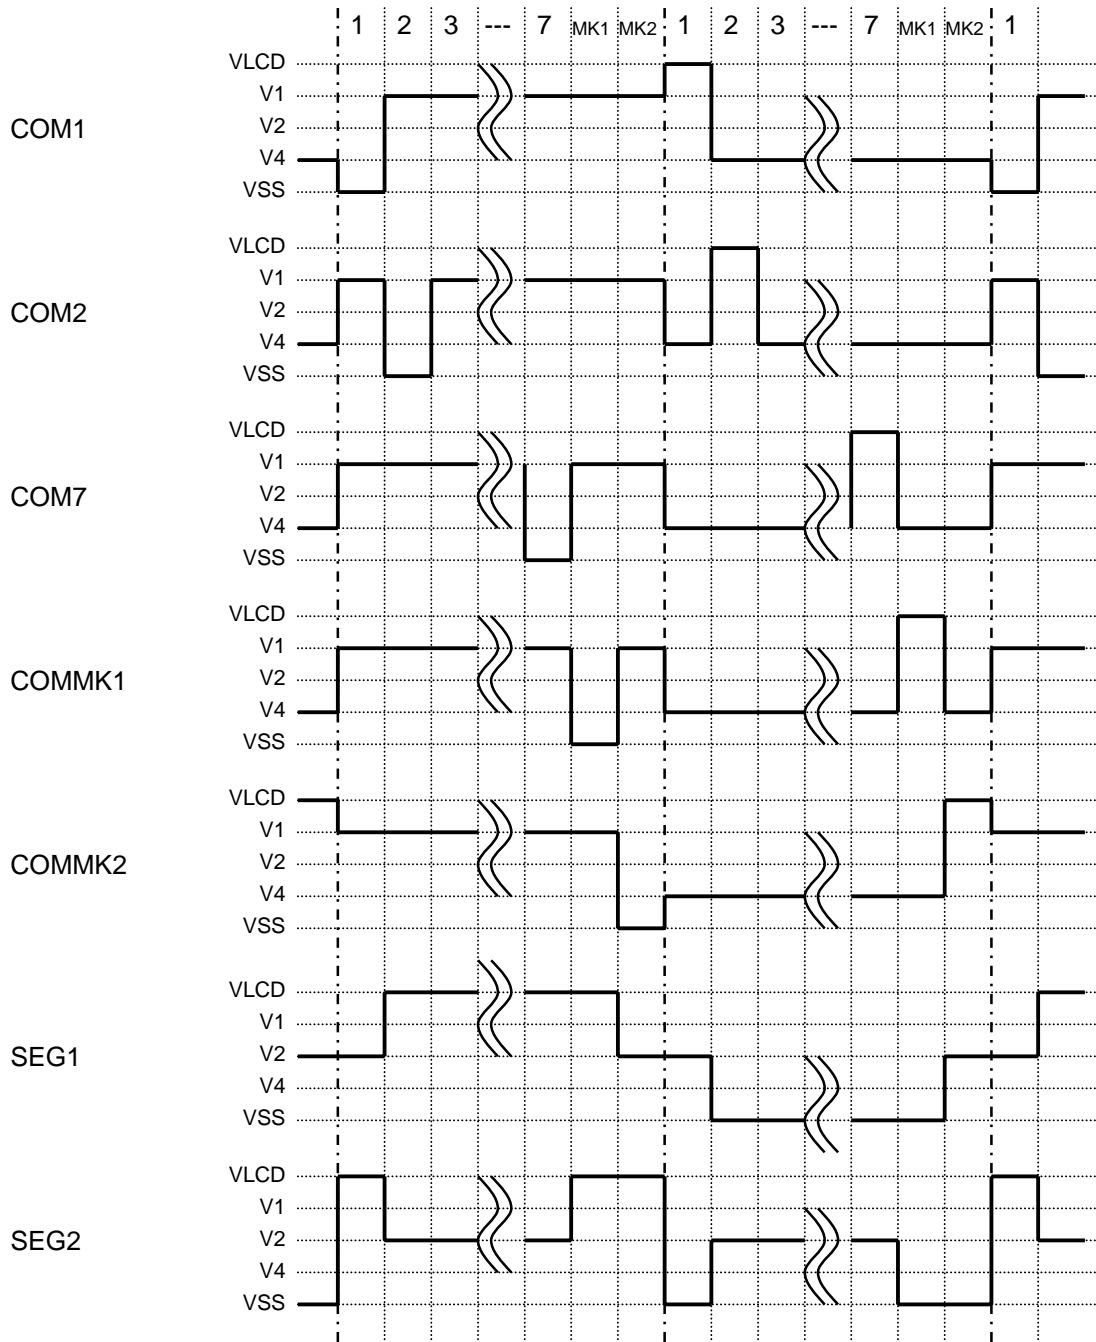 1 2 3 --- 7 MK1 MK2 1 2 3 --- 7 MK1 MK2 1
COM1
VLCD
V1
V2
V4
VSS
COM2
VLCD
V1
V2
V4
VSS
COM7
VLCD
V1
V2
V4
VSS
COMMK1
VLCD
V1
V2
V4
VSS
COMMK2
VLCD
V1
V2
V4
VSS
SEG1
VLCD
V1
V2
V4
VSS
SEG2
VLCD
V1
V2
V4
VSS